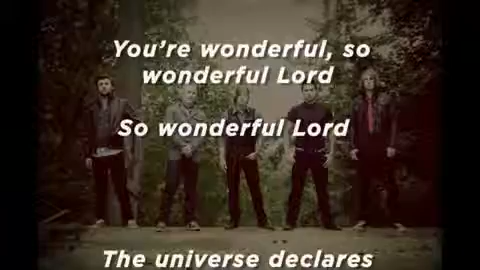 You're wonderful, so
wonderful Lord
So wonderful Lord
The universe declares